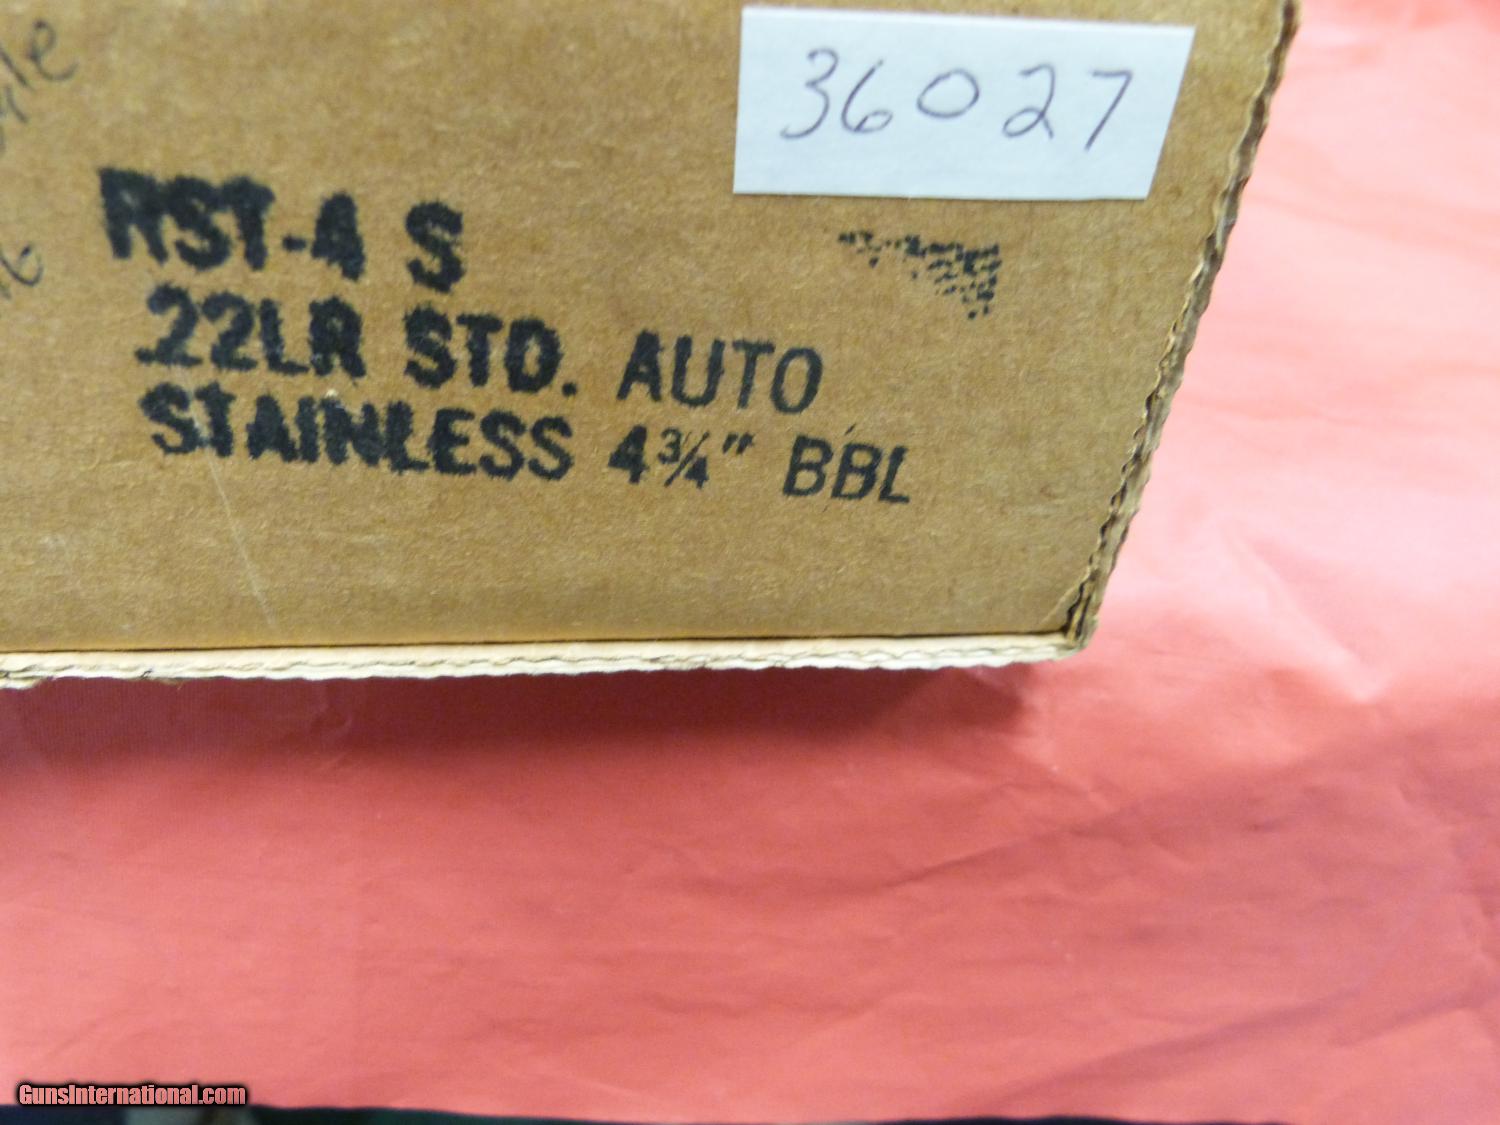 36027
RST-4 S
.22LR STD. AUTO
STAINLESS 4¾" BBL
GunsInternational.com